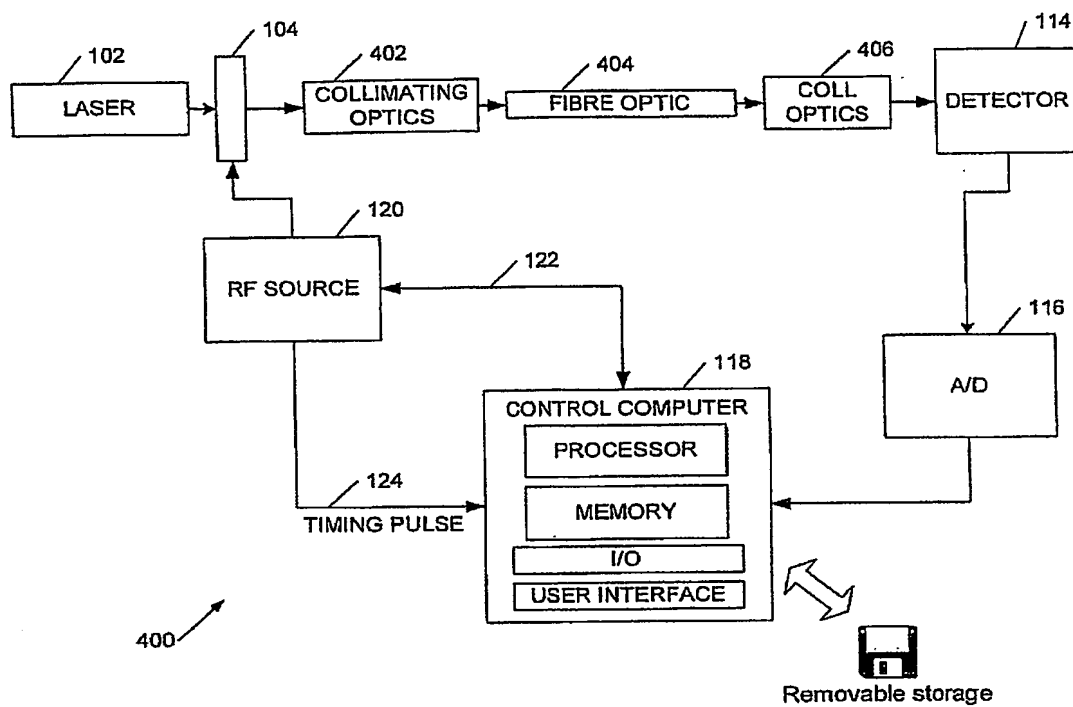 102
104
402
404
406
114
LASER
COLLIMATING
OPTICS
FIBRE OPTIC
COLL
OPTICS
DETECTOR
120
RF SOURCE
122
116
A/D
118
CONTROL COMPUTER
PROCESSOR
MEMORY
I/O
USER INTERFACE
124
TIMING PULSE
400
Removable storage